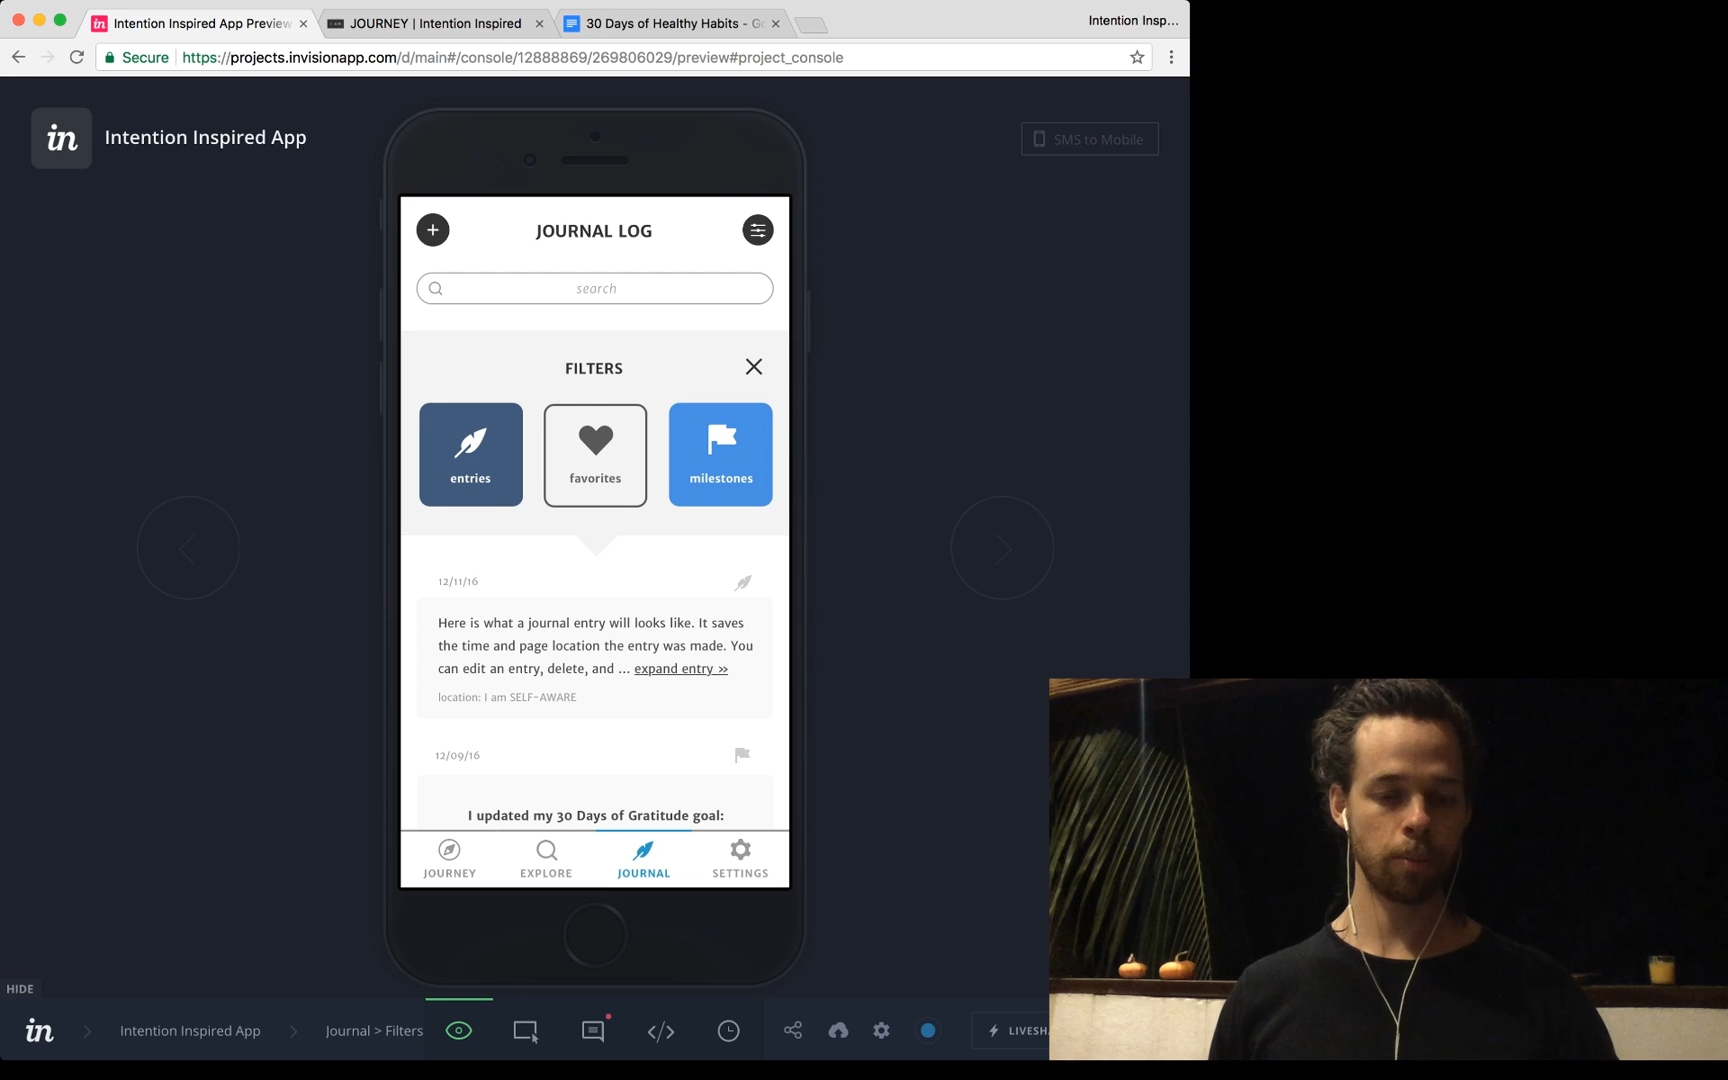 Intention Inspired App Preview
JOURNEY | Intention Inspired
30 Days of Healthy Habits - Go
Intention Insp...
Secure
https://projects.invisionapp.com/d/main#/console/12888869/269806029/preview#project_console
in
Intention Inspired App
SMS to Mobile
JOURNAL LOG
search
FILTERS
entries
favorites
milestones
12/11/16
Here is what a journal entry will looks like. It saves
the time and page location the entry was made. You
can edit an entry, delete, and ... expand entry >>
location: I am SELF-AWARE
12/09/16
I updated my 30 Days of Gratitude goal:
JOURNEY
EXPLORE
JOURNAL
SETTINGS
HIDE
in
Intention Inspired App
Journal > Filters
LIVESHA